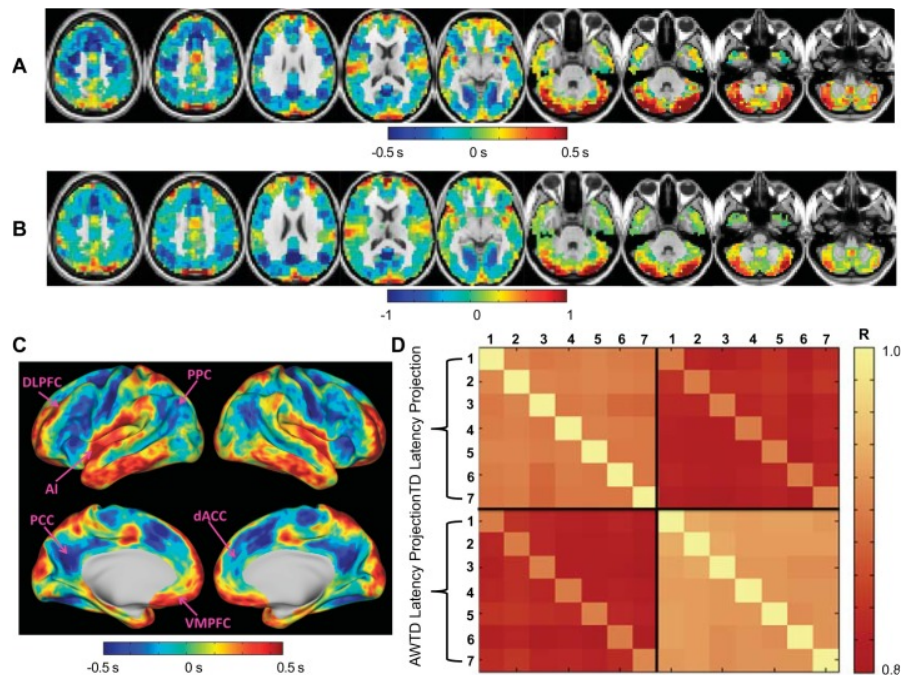 A
-0.5 s 0 s 0.5 s
B
-1 0 1
C
DLPFC
PPC
AI
PCC
dACC
VMPFC
-0.5 s 0 s 0.5 s
D
1 2 3 4 5 6 7 1 2 3 4 5 6 7
R
1.0
0.8
TD Latency Projection
1
2
3
4
5
6
7
AWTD Latency Projection
1
2
3
4
5
6
7